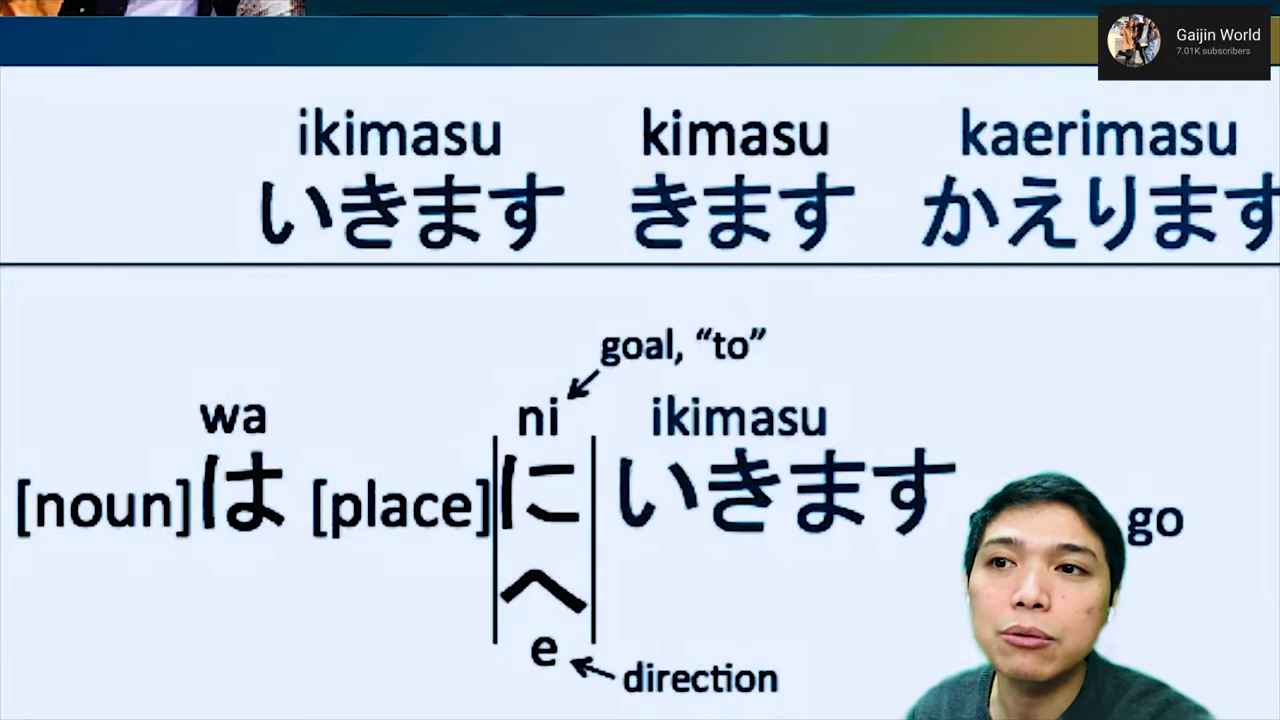 Gaijin World
7.01K subscribers
ikimasu kimasu kaerimasu
いきます きます かえります
goal, “to”
wa ni ikimasu
[noun]は [place]に いきます go
へ
e
direction